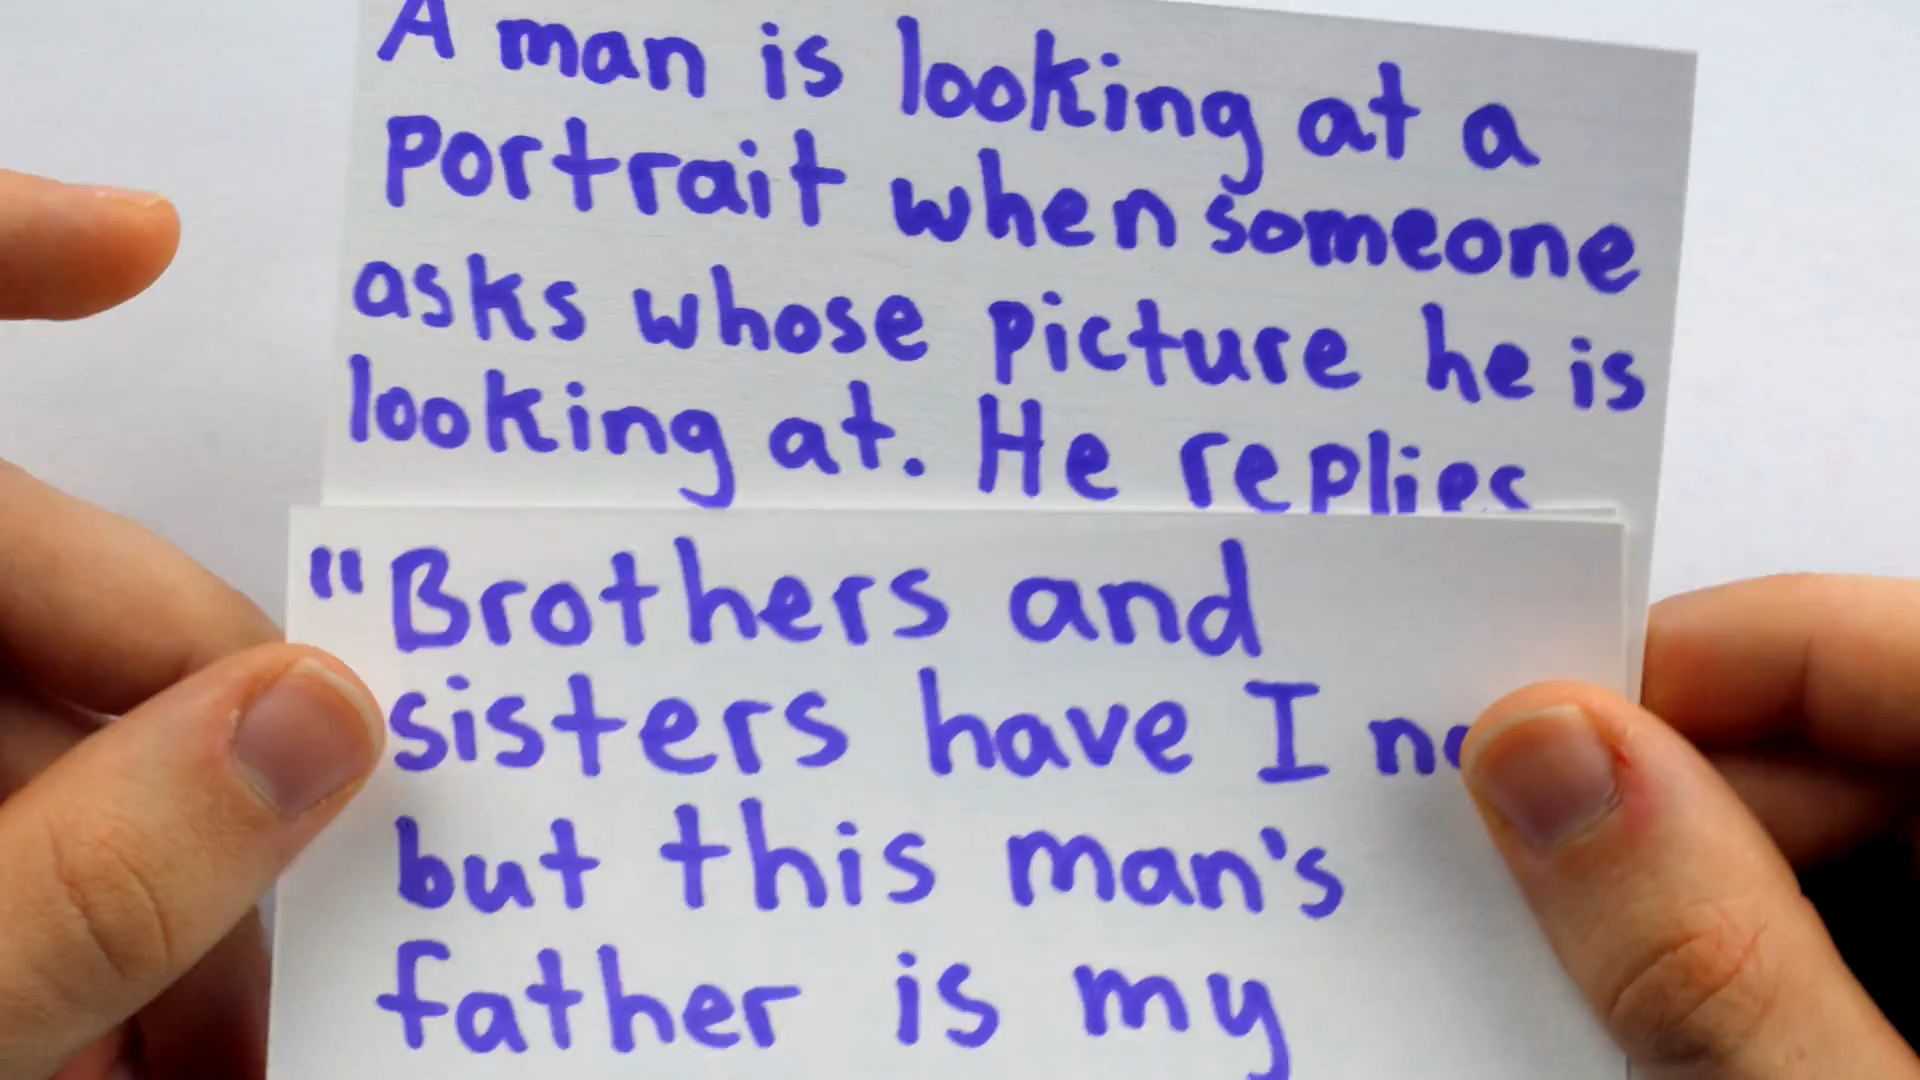 A man is looking at a
portrait when someone
asks whose picture he is
looking at. He replies
"Brothers and
sisters have I
but this man's
father is my